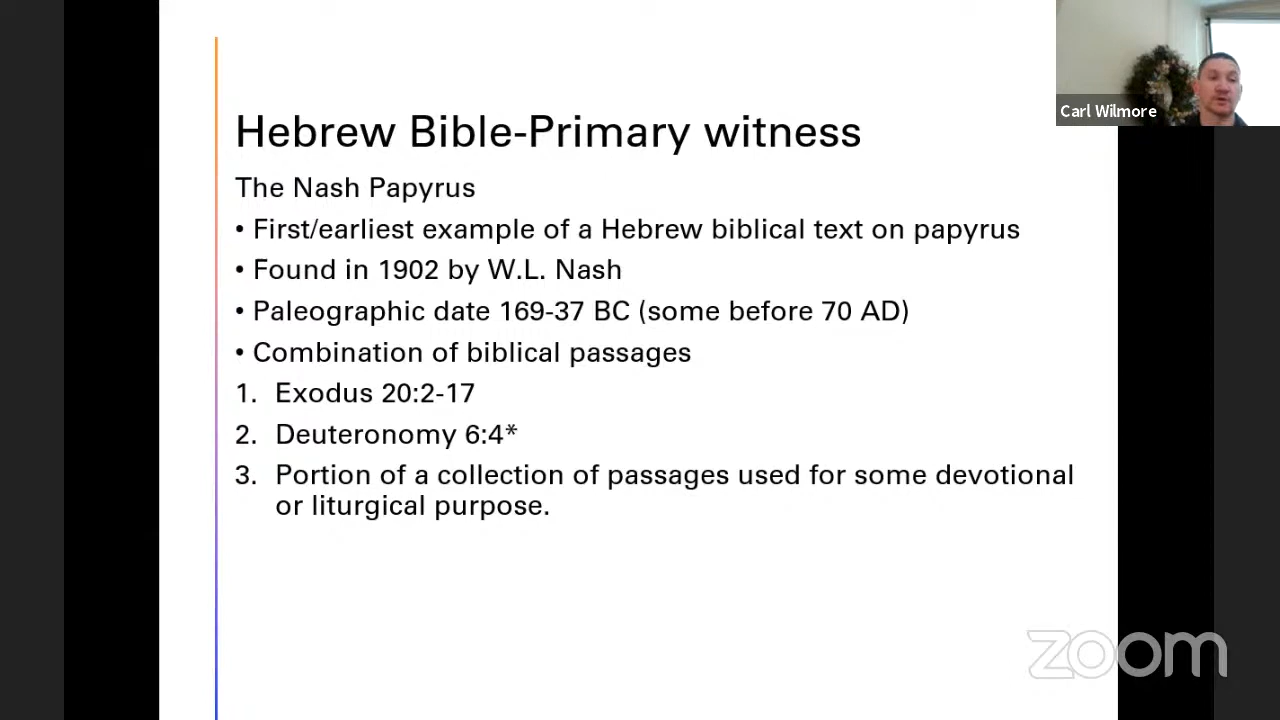 Carl Wilmore
Hebrew Bible-Primary witness
The Nash Papyrus
• First/earliest example of a Hebrew biblical text on papyrus
• Found in 1902 by W.L. Nash
• Paleographic date 169-37 BC (some before 70 AD)
• Combination of biblical passages
1. Exodus 20:2-17
2. Deuteronomy 6:4*
3. Portion of a collection of passages used for some devotional
or liturgical purpose.
zoom